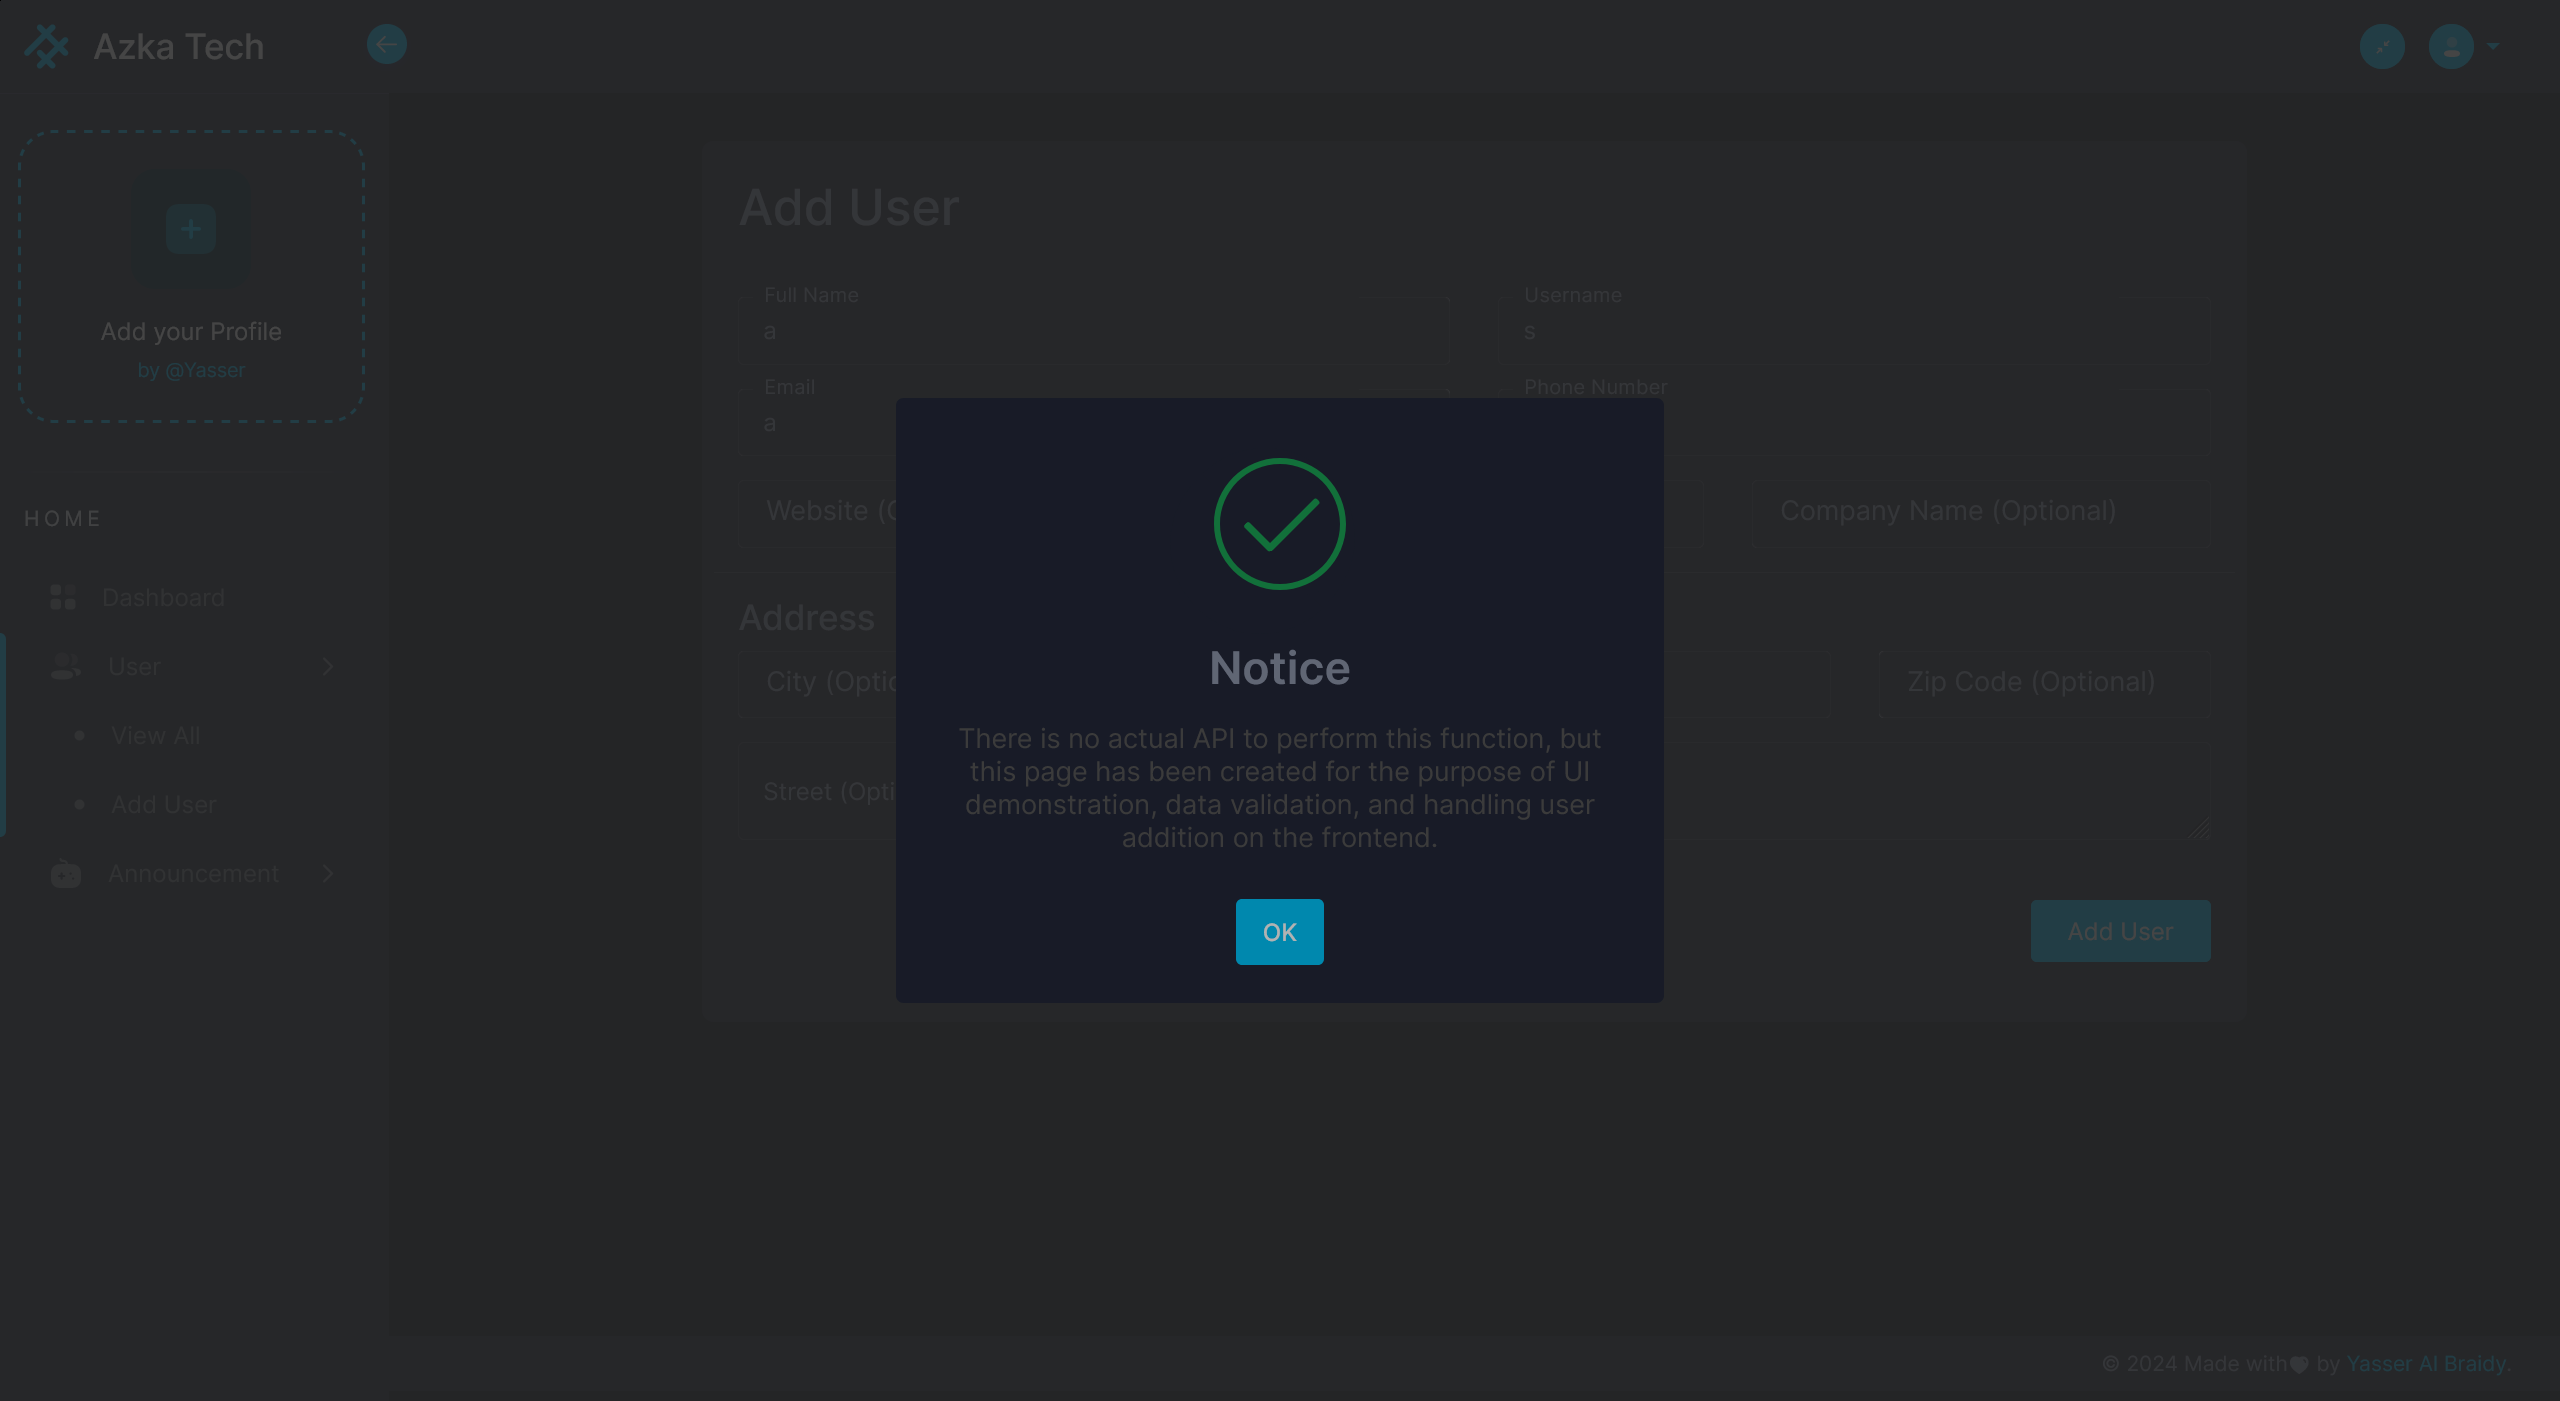 Azka Tech
Add your Profile
by @Yasser
HOME
Dashboard
User
View All
Add User
Announcement
Add User
Full Name
a
Username
s
Email
a
Phone Number
Website (
Company Name (Optional)
Address
City (Optio
Zip Code (Optional)
Street (Opti
Add User
Notice
There is no actual API to perform this function, but
this page has been created for the purpose of UI
demonstration, data validation, and handling user
addition on the frontend.
OK
© 2024 Made with by Yasser Al Braidy.